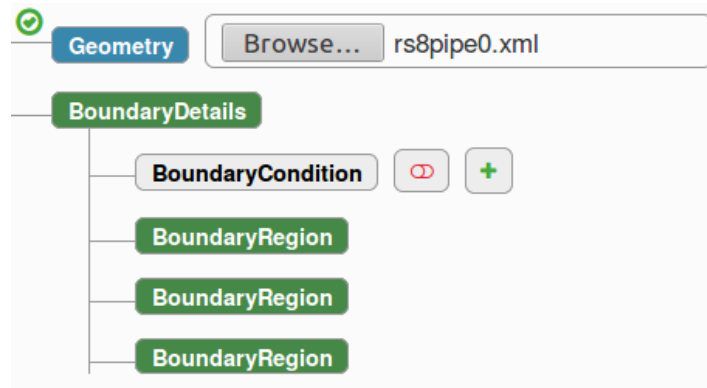 Geometry Browse... rs8pipe0.xml
BoundaryDetails
BoundaryCondition
BoundaryRegion
BoundaryRegion
BoundaryRegion